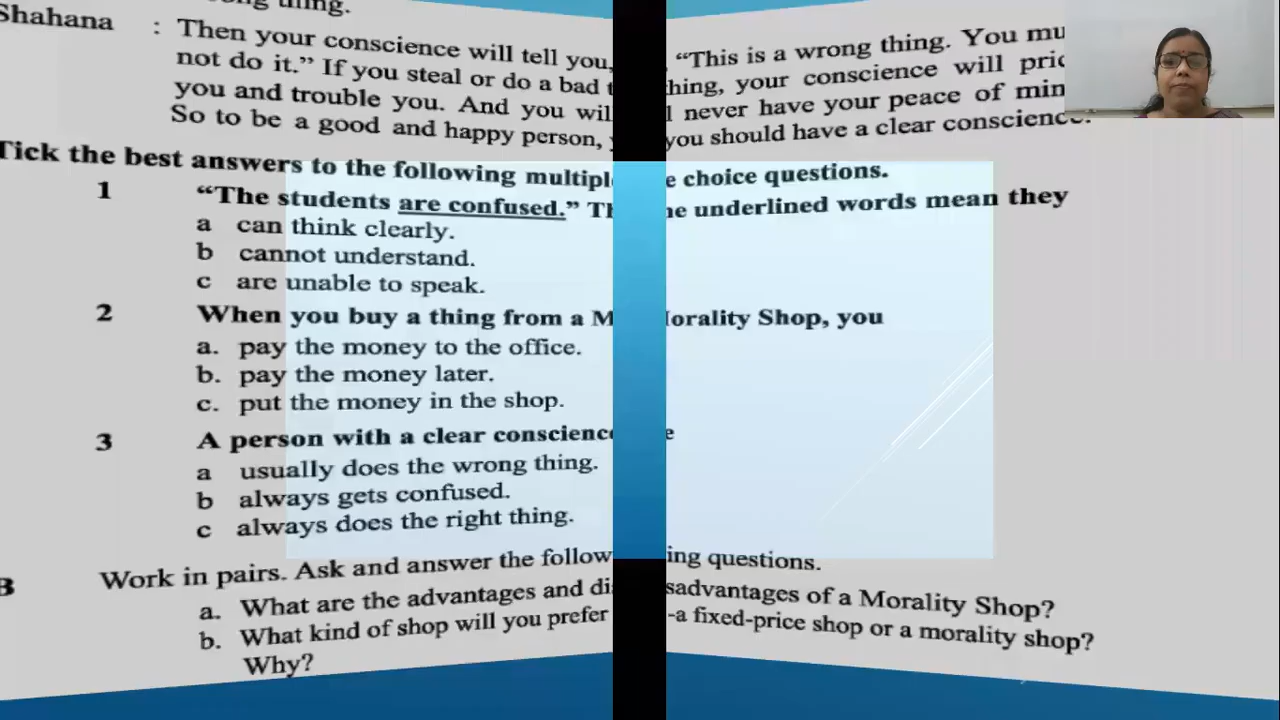 thing.
Shahana : Then your conscience will tell you, "This is a wrong thing. You
not do it." If you steal or do a bad thing, your conscience will
you and trouble you. And you will never have your peace of
So to be a good and happy person, you should have a clear conscience.
Tick the best answers to the following multiple choice questions.
1 "The students are confused." The underlined words mean they
a can think clearly.
b cannot understand.
c are unable to speak.
2 When you buy a thing from a Morality Shop, you
a. pay the money to the office.
b. pay the money later.
c. put the money in the shop.
3 A person with a clear conscience
a usually does the wrong thing.
b always gets confused.
c always does the right thing.
B Work in pairs. Ask and answer the following questions.
a. What are the advantages and disadvantages of a Morality Shop?
b. What kind of shop will you prefer -a fixed-price shop or a morality shop?
Why?